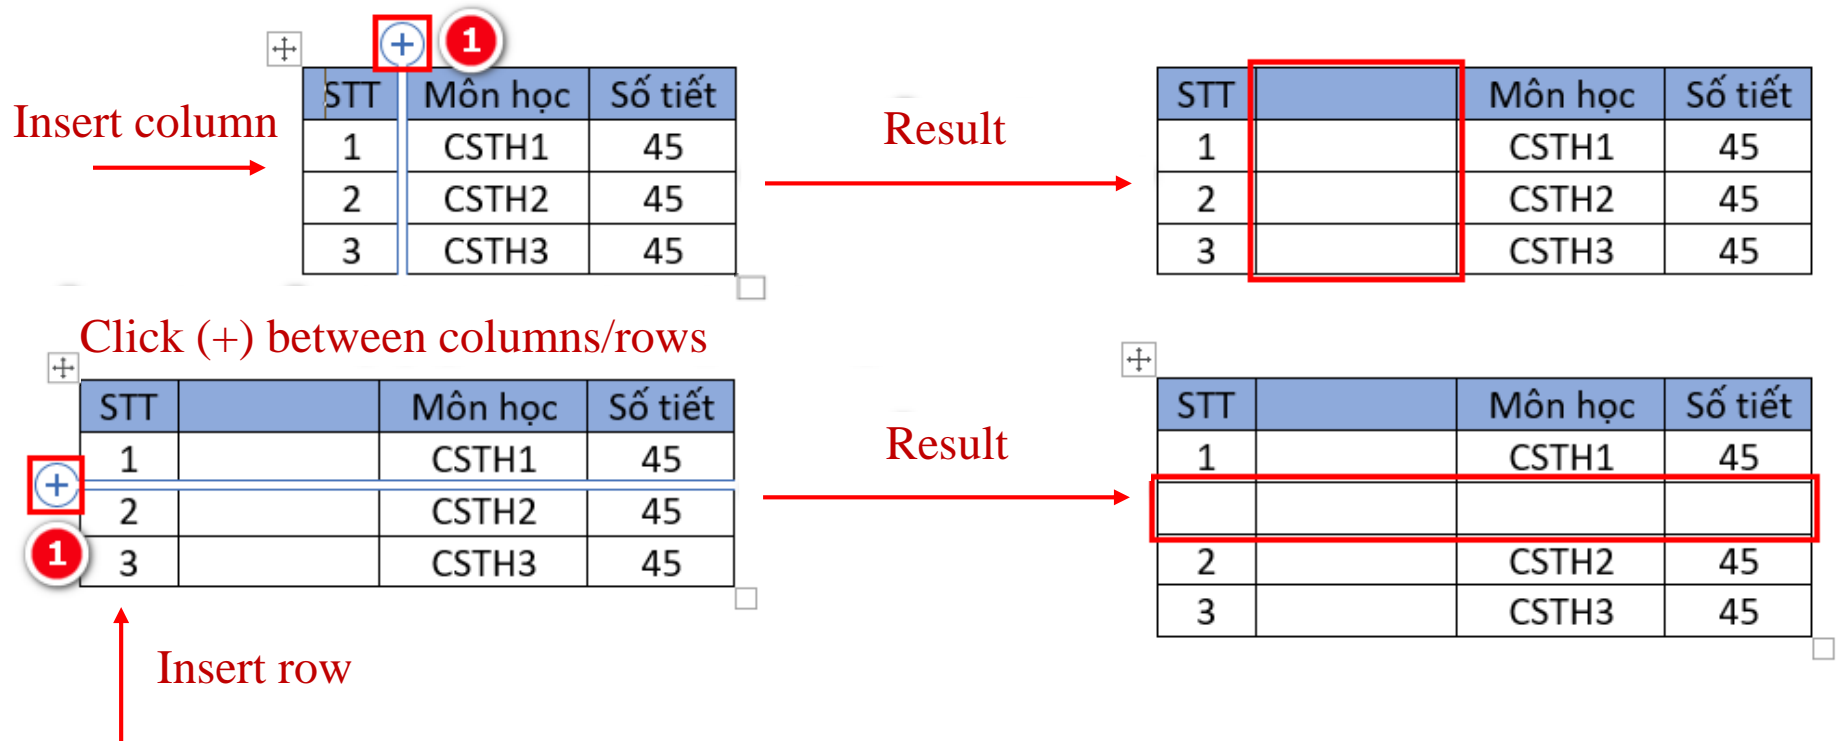 1
STT Môn học Số tiết
1 CSTH1 45
2 CSTH2 45
3 CSTH3 45
Insert column
Result
STT Môn học Số tiết
1 CSTH1 45
2 CSTH2 45
3 CSTH3 45
Click (+) between columns/rows
STT Môn học Số tiết
1 CSTH1 45
2 CSTH2 45
3 CSTH3 45
1
Insert row
Result
STT Môn học Số tiết
1 CSTH1 45
2 CSTH2 45
3 CSTH3 45